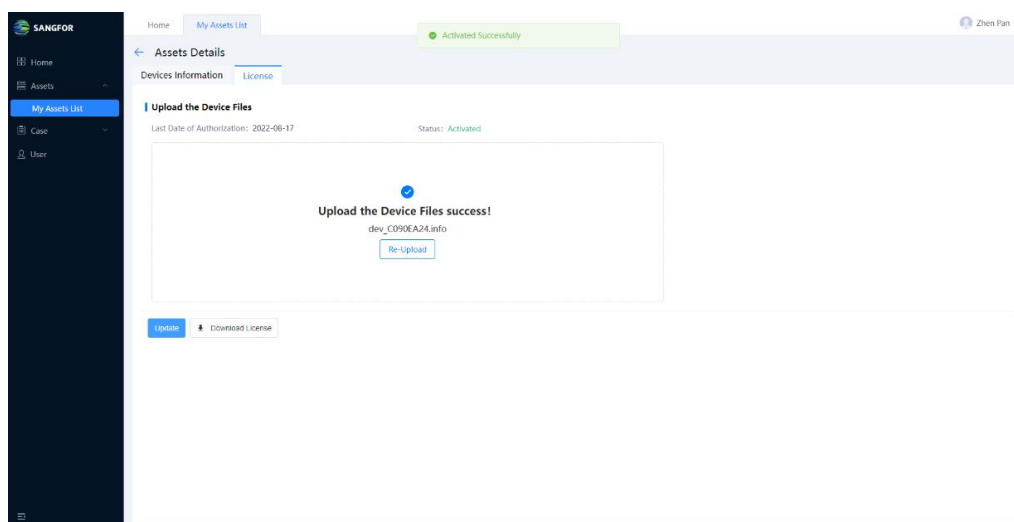 SANGFOR
Home
Assets
My Assets List
Case
User
Home My Assets List
Activated Successfully
Zhen Pan
← Assets Details
Devices Information License
Upload the Device Files
Last Date of Authorization: 2022-08-17 Status: Activated
Upload the Device Files success!
dev_C090EA24.info
Re-Upload
Update Download License